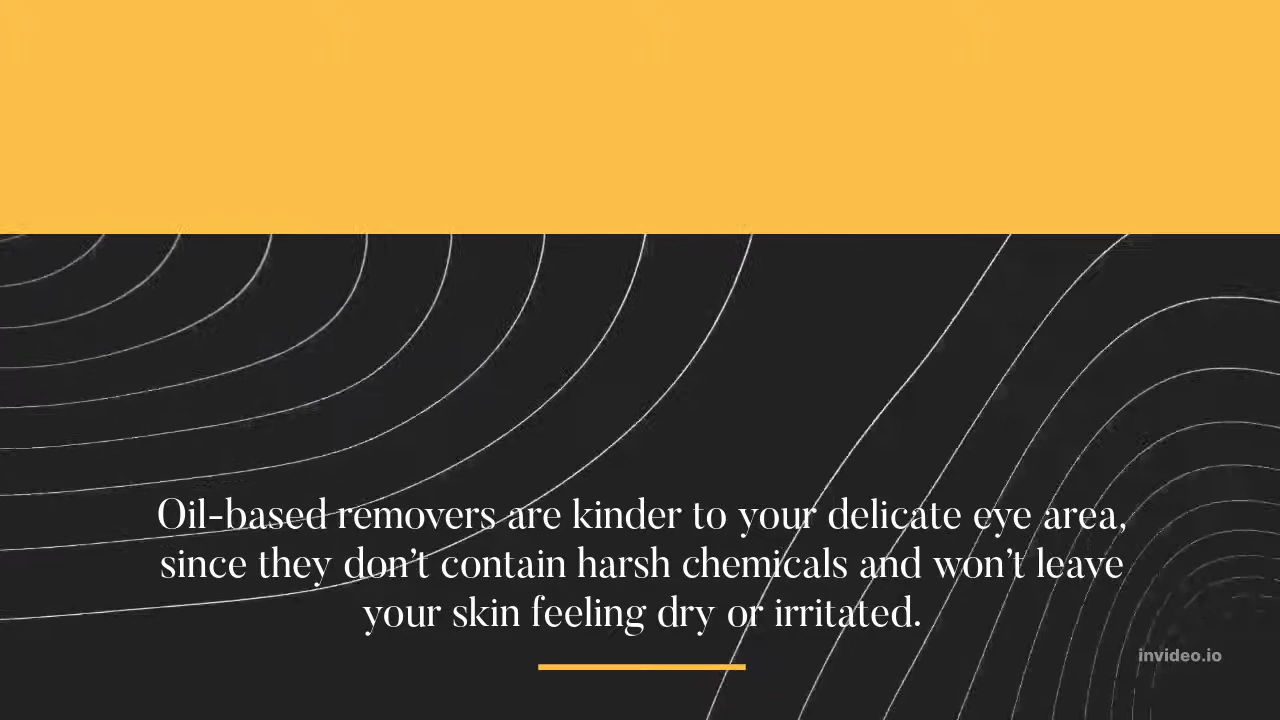 Oil-based removers are kinder to your delicate eye area,
since they don’t contain harsh chemicals and won’t leave
your skin feeling dry or irritated.
invideo.io